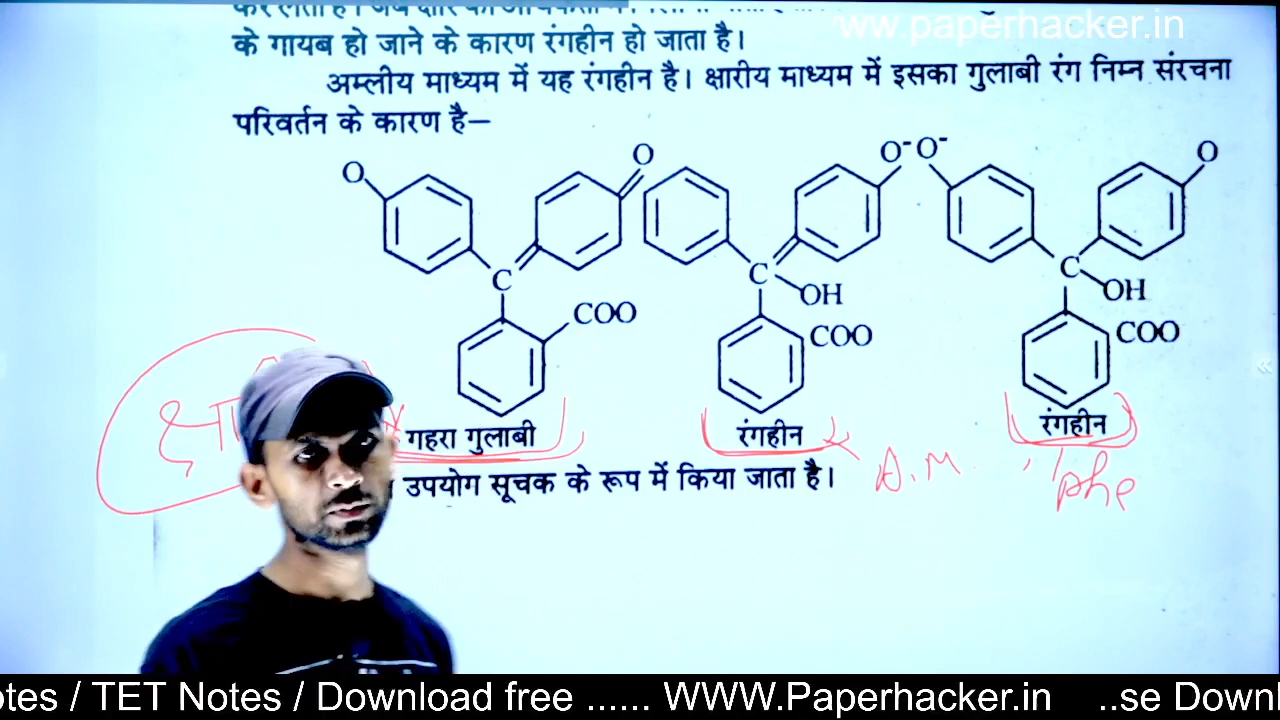 www.paperhacker.in
के गायब हो जाने के कारण रंगहीन हो जाता है।
अम्लीय माध्यम में यह रंगहीन है। क्षारीय माध्यम में इसका गुलाबी रंग निम्न संरचना
परिवर्तन के कारण है—
O O O⁻ O⁻ O
C C C
OH OH
COO COO COO
क्षा
गहरा गुलाबी रंगहीन रंगहीन
उपयोग सूचक के रूप में किया जाता है।
D.M. Phe
otes / TET Notes / Download free ...... WWW.Paperhacker.in ..se Downl